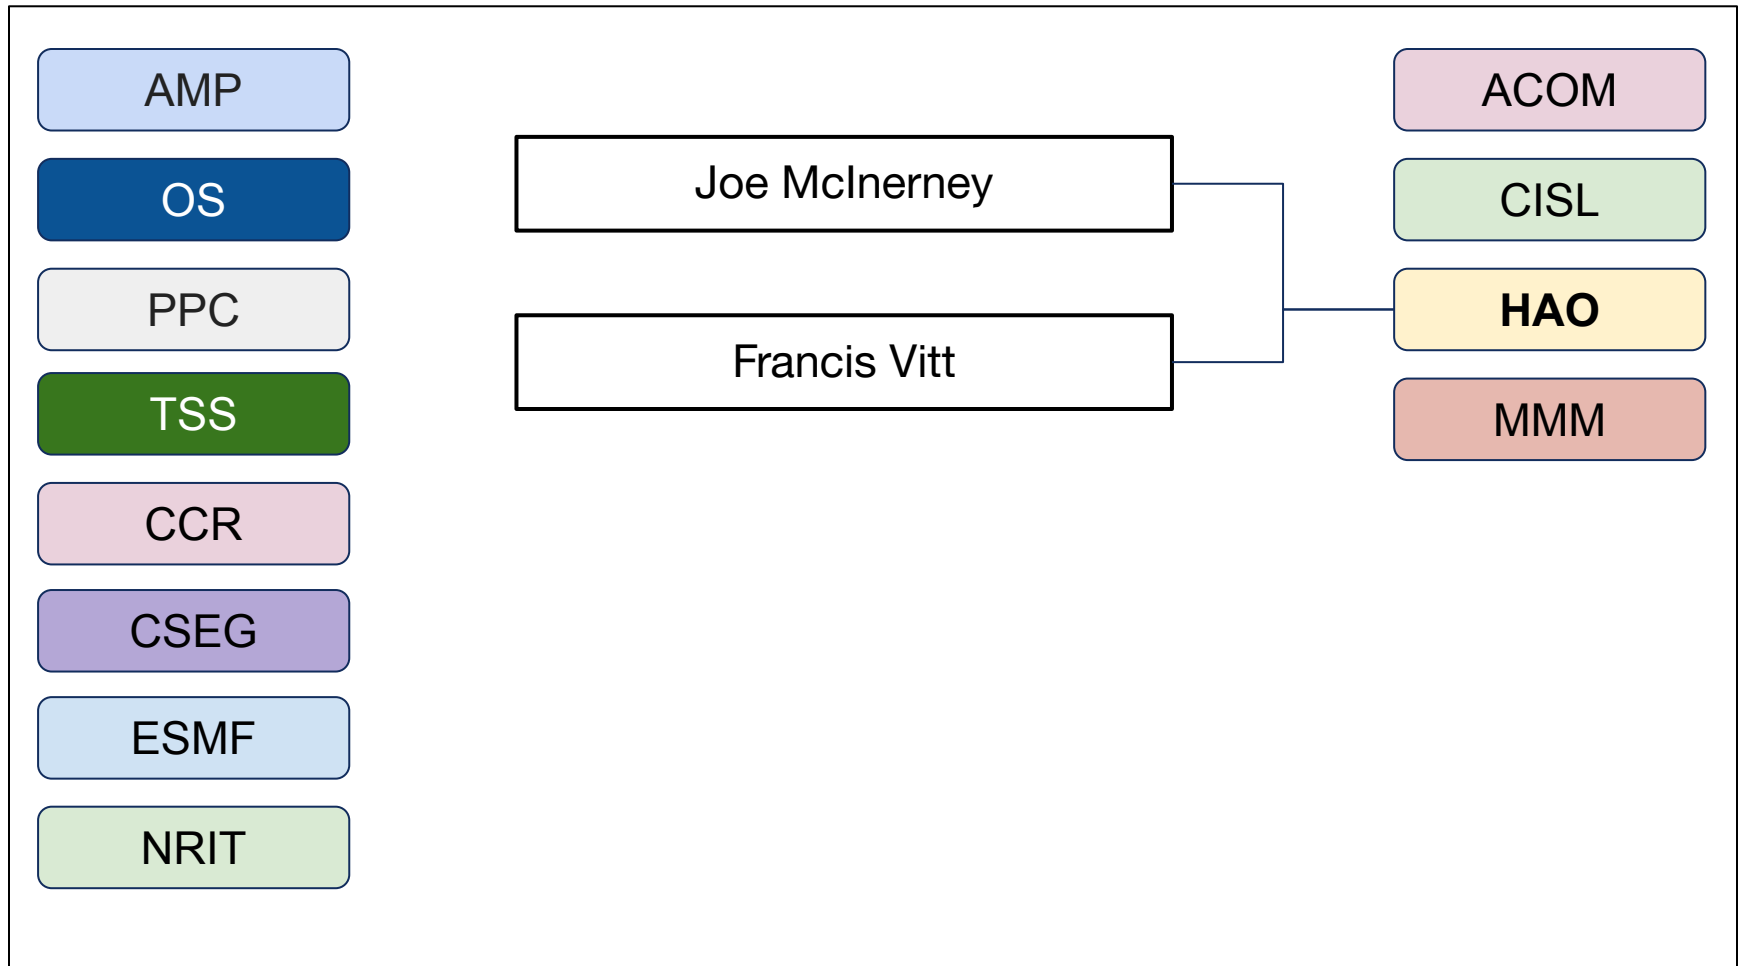 AMP
OS
PPC
TSS
CCR
CSEG
ESMF
NRIT
Joe McInerney
Francis Vitt
ACOM
CISL
HAO
MMM